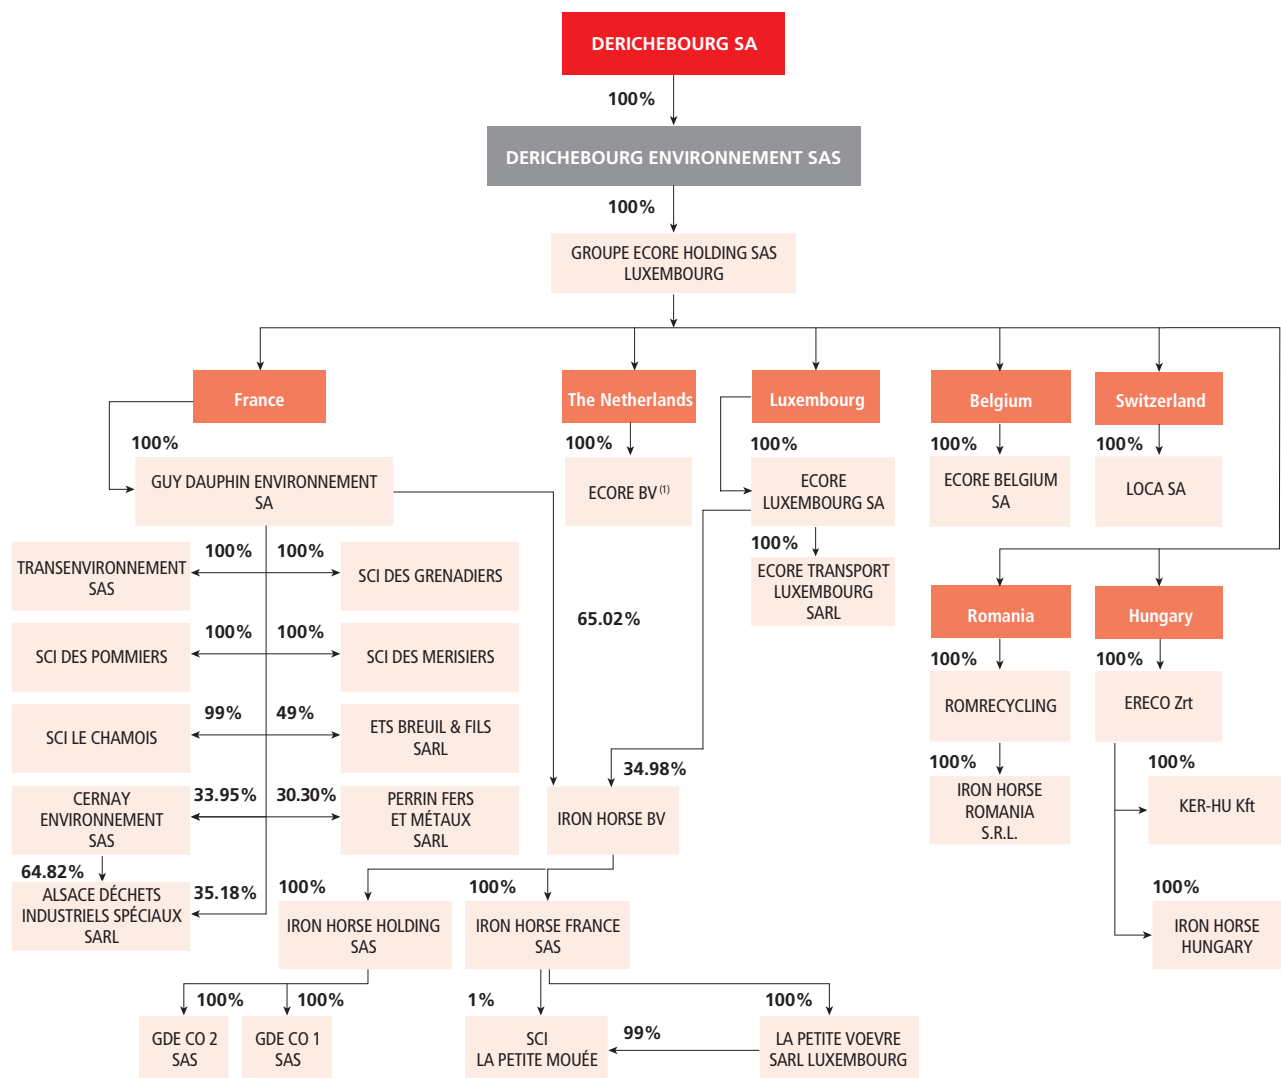 DERICHEBOURG SA
100%
DERICHEBOURG ENVIRONNEMENT SAS
100%
GROUPE ECORE HOLDING SAS
LUXEMBOURG
France
The Netherlands
Luxembourg
Belgium
Switzerland
100%
100%
100%
100%
100%
GUY DAUPHIN ENVIRONNEMENT
SA
ECORE BV (1)
ECORE
LUXEMBOURG SA
ECORE BELGIUM
SA
LOCA SA
100%
100%
100%
TRANSENVIRONNEMENT
SAS
SCI DES GRENADIERS
ECORE TRANSPORT
LUXEMBOURG
SARL
65.02%
Romania
Hungary
100%
100%
SCI DES POMMIERS
SCI DES MERISIERS
100%
100%
ROMRECYCLING
ERECO Zrt
99%
49%
SCI LE CHAMOIS
ETS BREUIL & FILS
SARL
34.98%
100%
100%
33.95%
30.30%
CERNAY
ENVIRONNEMENT
SAS
PERRIN FERS
ET MÉTAUX
SARL
IRON HORSE BV
IRON HORSE
ROMANIA
S.R.L.
KER-HU Kft
64.82%
35.18%
100%
100%
100%
ALSACE DÉCHETS
INDUSTRIELS SPÉCIAUX
SARL
IRON HORSE HOLDING
SAS
IRON HORSE FRANCE
SAS
IRON HORSE
HUNGARY
100%
100%
1%
100%
GDE CO 2
SAS
GDE CO 1
SAS
SCI
LA PETITE MOUÉE
99%
LA PETITE VOEVRE
SARL LUXEMBOURG